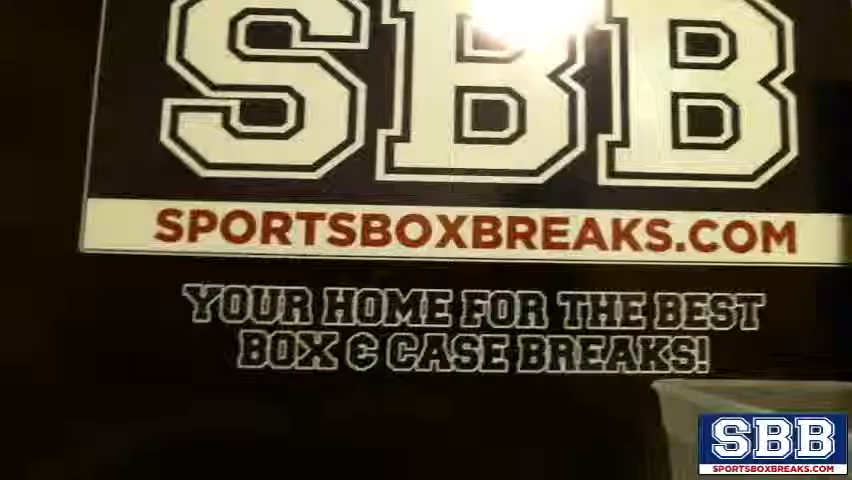 SBB
SPORTSBOXBREAKS.COM
YOUR HOME FOR THE BEST
BOX & CASE BREAKS!
SBB
SPORTSBOXBREAKS.COM